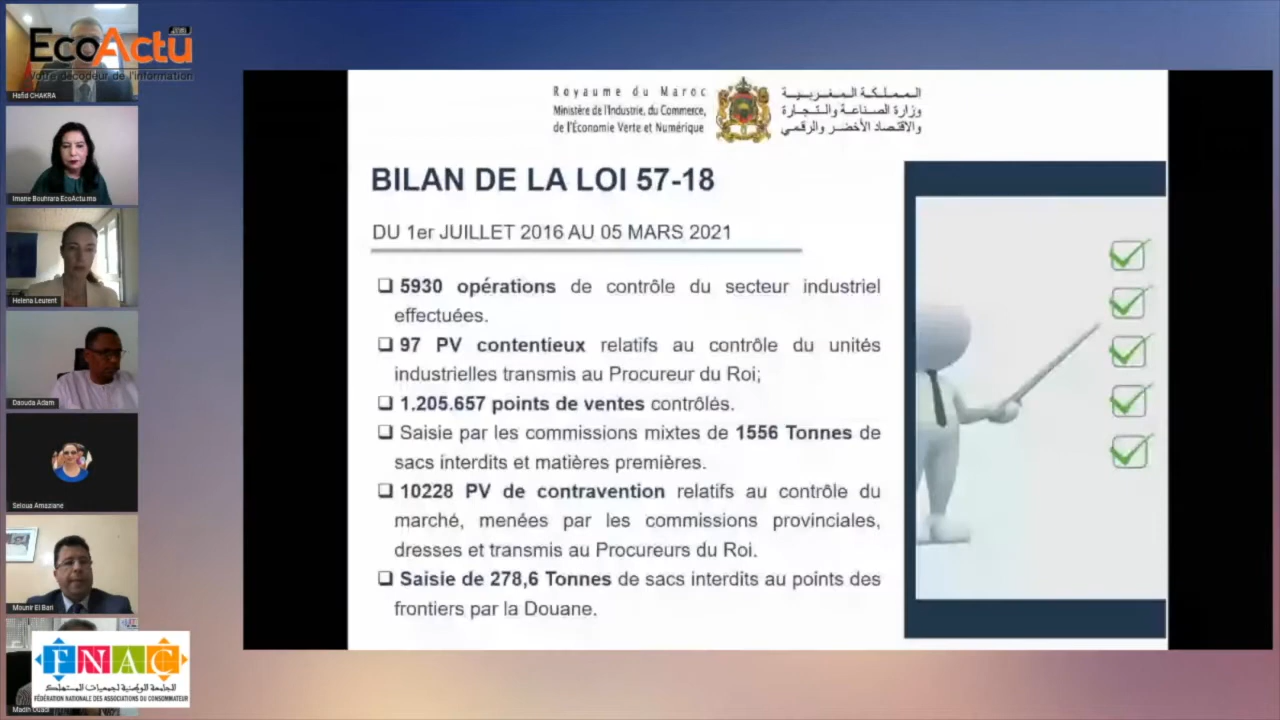 EcoActu
Votre décodeur de l'information
Hafid CHAKRA
Imane Bouhrara EcoActu.ma
Helena Leurent
Daouda Adam
Seloua Amaziane
Mounir El Bari
FNAC
الجامعة الوطنية لجمعيات المستهلك
FÉDÉRATION NATIONALE DES ASSOCIATIONS DU CONSOMMATEUR
Royaume du Maroc
Ministère de l'Industrie, du Commerce,
de l'Économie Verte et Numérique
المملكة المغربية
وزارة الصناعة والتجارة
والاقتصاد الأخضر والرقمي
BILAN DE LA LOI 57-18
DU 1er JUILLET 2016 AU 05 MARS 2021
5930 opérations de contrôle du secteur industriel
effectuées.
97 PV contentieux relatifs au contrôle du unités
industrielles transmis au Procureur du Roi;
1.205.657 points de ventes contrôlés.
Saisie par les commissions mixtes de 1556 Tonnes de
sacs interdits et matières premières.
10228 PV de contravention relatifs au contrôle du
marché, menées par les commissions provinciales,
dresses et transmis au Procureurs du Roi.
Saisie de 278,6 Tonnes de sacs interdits au points des
frontiers par la Douane.